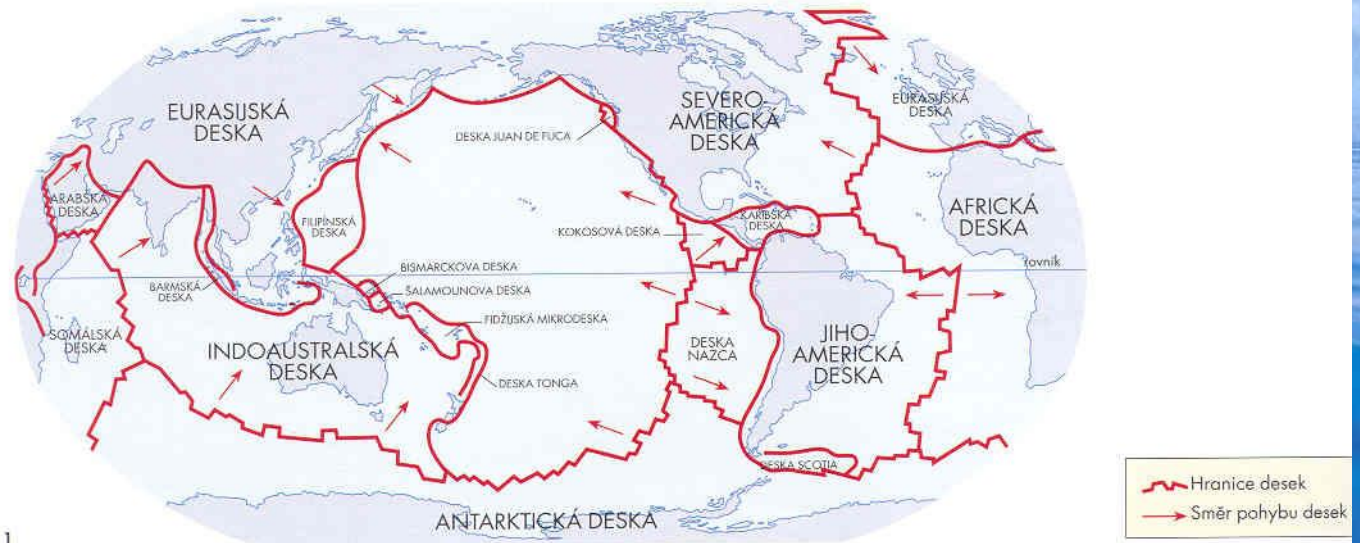 EURASIJSKÁ
DESKA
SEVERO-
AMERICKÁ
DESKA
EURASIJSKÁ
DESKA
DESKA JUAN DE FUCA
ARABSKÁ
DESKA
FILIPÍNSKÁ
DESKA
KARIBSKÁ
DESKA
AFRICKÁ
DESKA
KOKOSOVÁ DESKA
BARMSKÁ
DESKA
BISMARCKOVA DESKA
rovník
ŠALAMOUNOVA DESKA
SOMÁLSKÁ
DESKA
FIDŽIJSKÁ MIKRODESKA
INDOAUSTRALSKÁ
DESKA
DESKA
NAZCA
JIHO-
AMERICKÁ
DESKA
DESKA TONGA
DESKA SCOTIA
ANTARKTICKÁ DESKA
Hranice desek
Směr pohybu desek
1